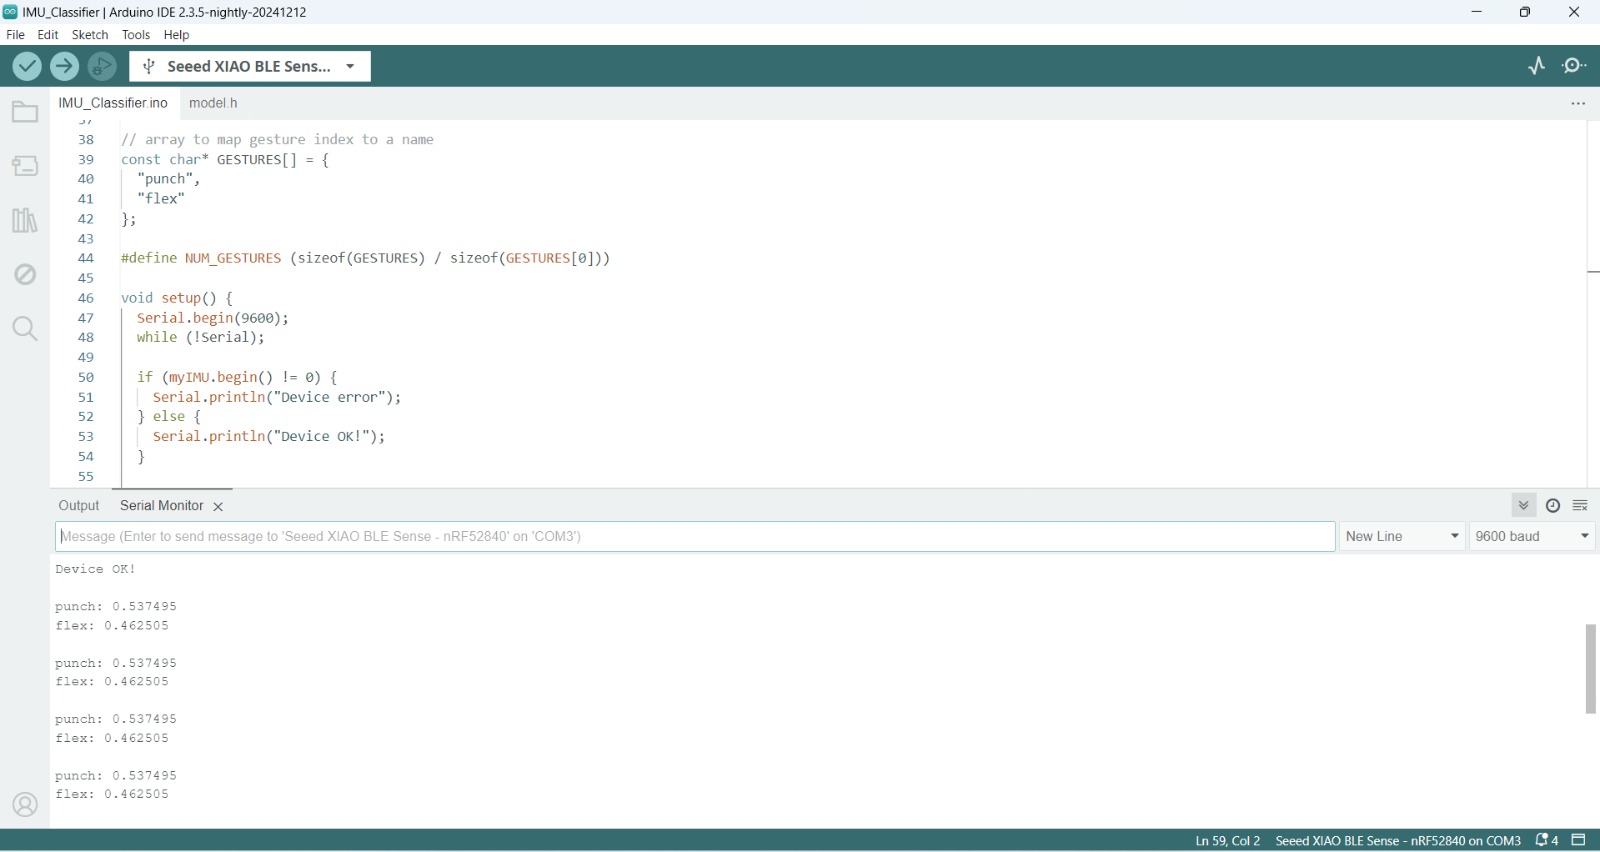 IMU_Classifier | Arduino IDE 2.3.5-nightly-20241212
File Edit Sketch Tools Help
Seeed XIAO BLE Sens...
IMU_Classifier.ino model.h
38 // array to map gesture index to a name
39 const char* GESTURES[] = {
40 "punch",
41 "flex"
42 };
43
44 #define NUM_GESTURES (sizeof(GESTURES) / sizeof(GESTURES[0]))
45
46 void setup() {
47 Serial.begin(9600);
48 while (!Serial);
49
50 if (myIMU.begin() != 0) {
51 Serial.println("Device error");
52 } else {
53 Serial.println("Device OK!");
54 }
55
Output Serial Monitor
Message (Enter to send message to 'Seeed XIAO BLE Sense - nRF52840' on 'COM3') New Line 9600 baud
Device OK!
punch: 0.537495
flex: 0.462505
punch: 0.537495
flex: 0.462505
punch: 0.537495
flex: 0.462505
punch: 0.537495
flex: 0.462505
Ln 59, Col 2 Seeed XIAO BLE Sense - nRF52840 on COM3 4